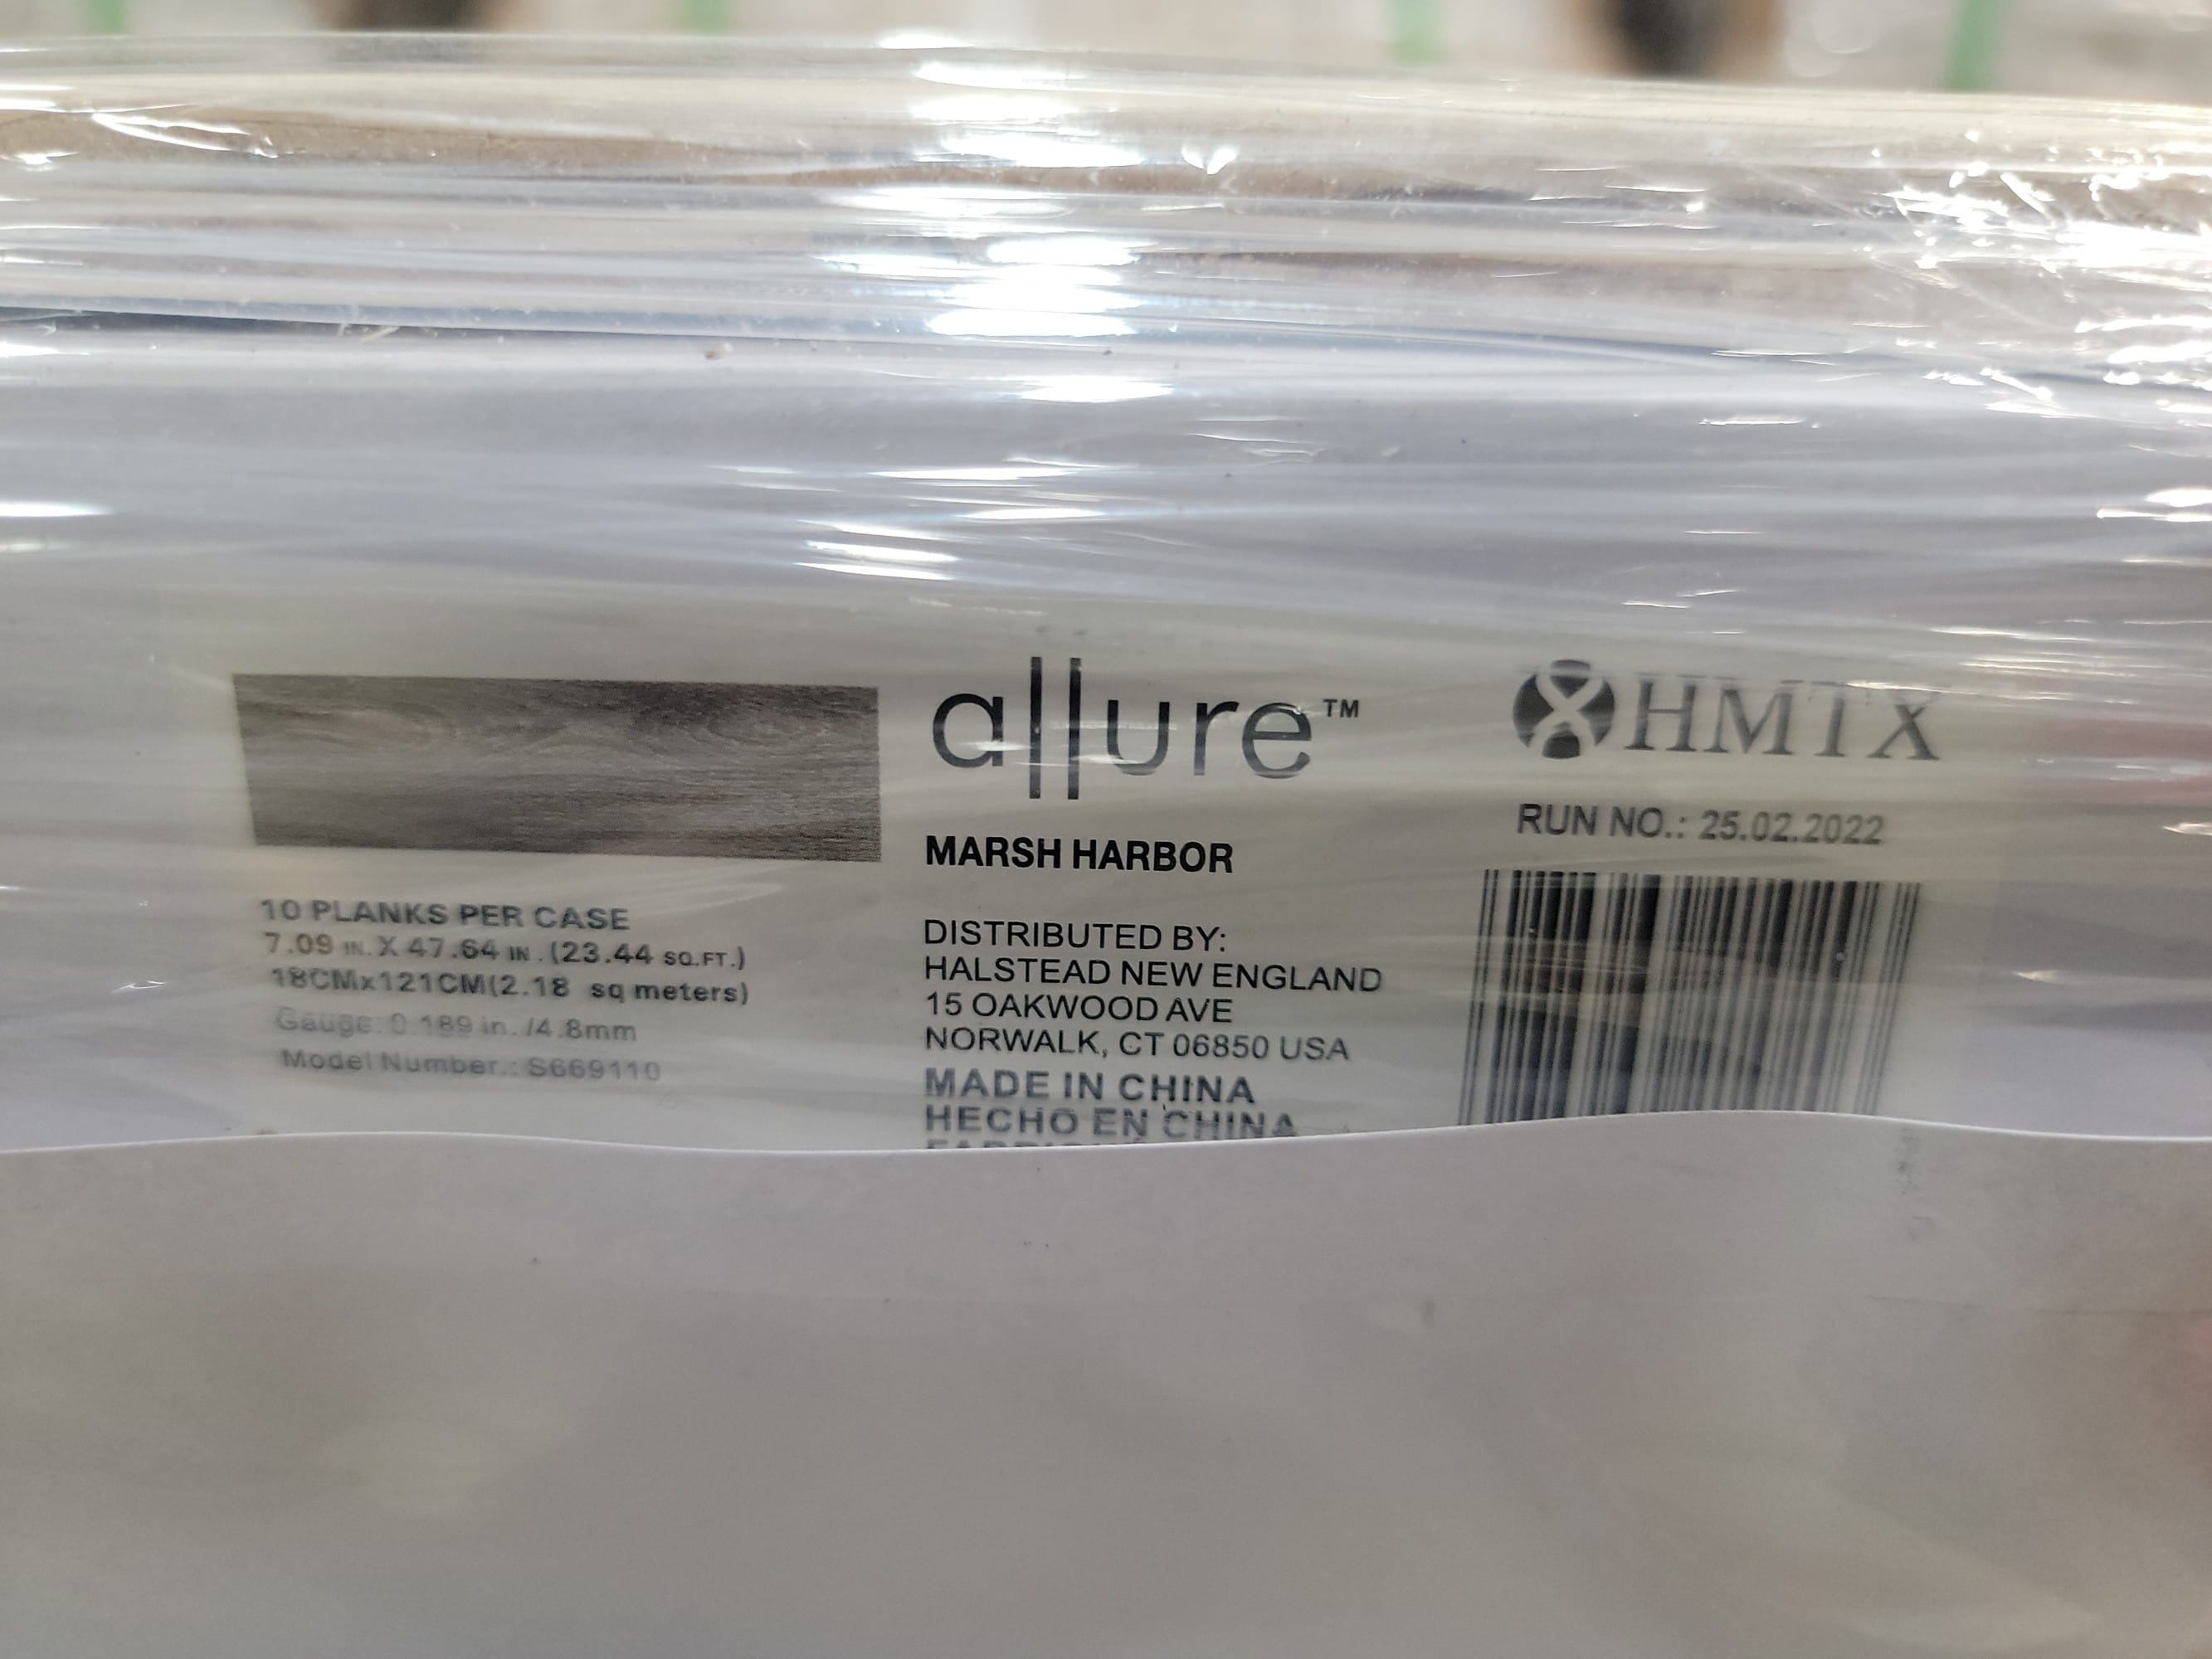 allure™
MARSH HARBOR
DISTRIBUTED BY:
HALSTEAD NEW ENGLAND
15 OAKWOOD AVE
NORWALK, CT 06850 USA
MADE IN CHINA
HECHO EN CHINA
10 PLANKS PER CASE
7.09 IN. X 47.64 IN. (23.44 SQ.FT.)
18CMx121CM(2.18 sq meters)
Gauge: 0.189 in./4.8mm
Model Number.: S669110
HMTX
RUN NO.: 25.02.2022